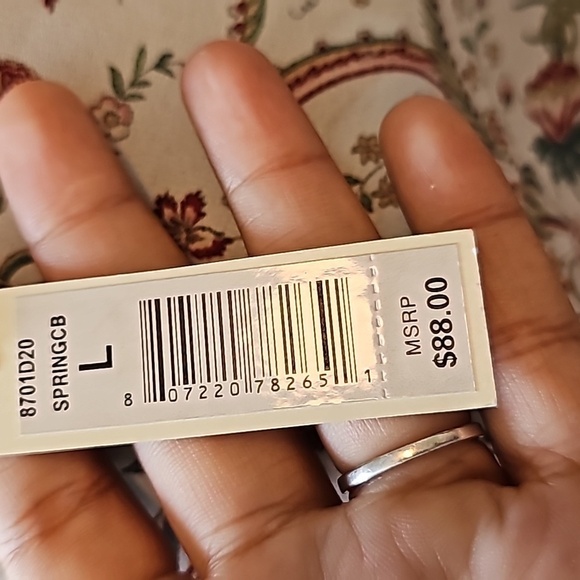 8701D20
SPRINGCB
L
8 07220 78265 1
MSRP
$88.00